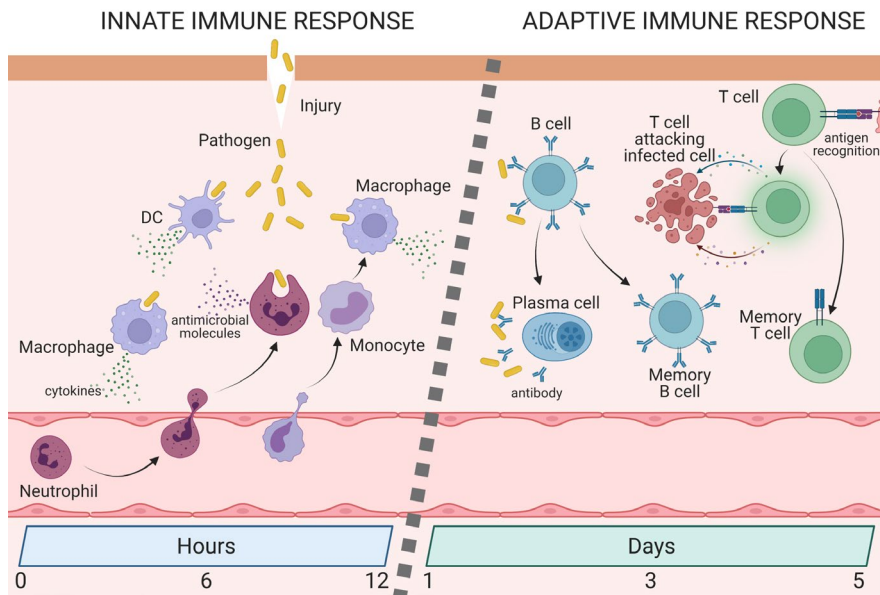 INNATE IMMUNE RESPONSE
ADAPTIVE IMMUNE RESPONSE
Injury
Pathogen
DC
Macrophage
Macrophage
antimicrobial
molecules
Monocyte
cytokines
Neutrophil
B cell
T cell
attacking
infected cell
T cell
antigen
recognition
Plasma cell
antibody
Memory
B cell
Memory
T cell
Hours
0 6 12
Days
1 3 5